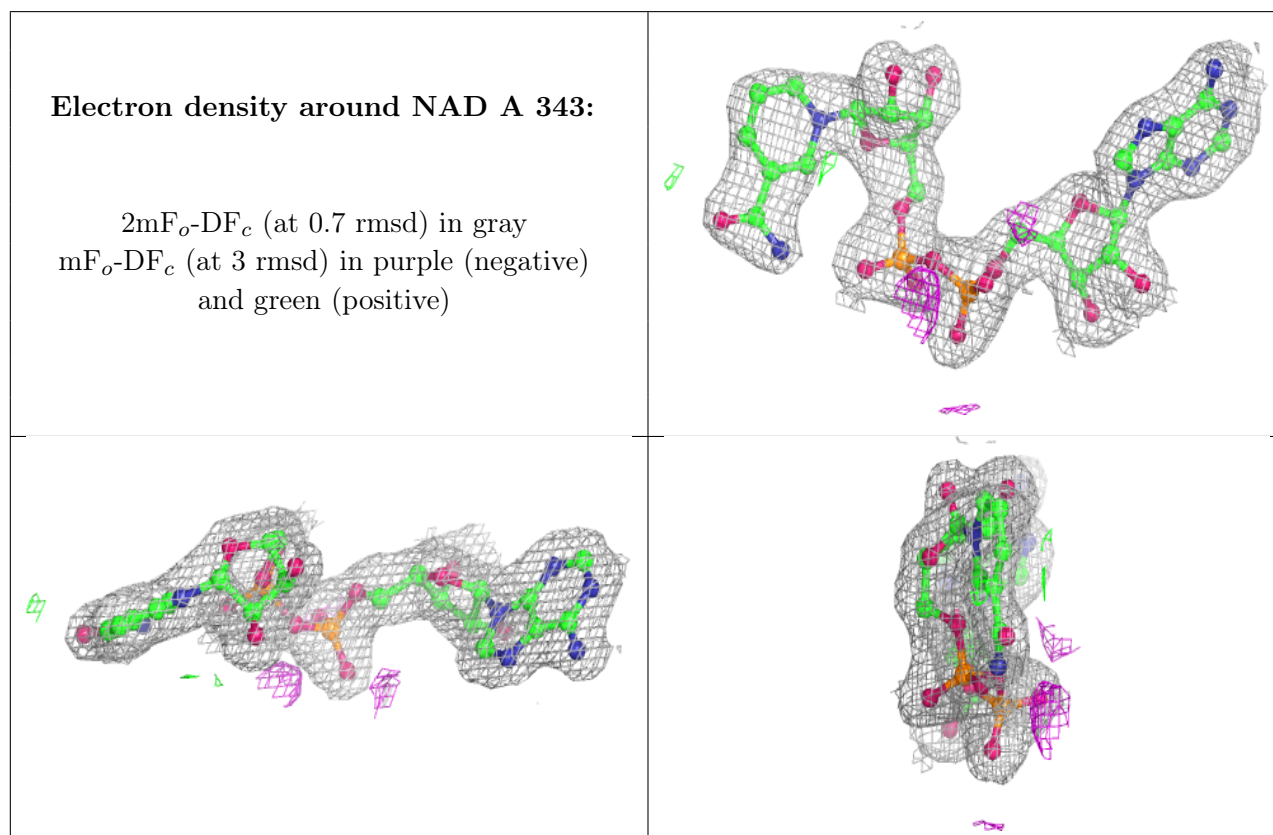 Electron density around NAD A 343:
2mFo-DFc (at 0.7 rmsd) in gray
mFo-DFc (at 3 rmsd) in purple (negative)
and green (positive)